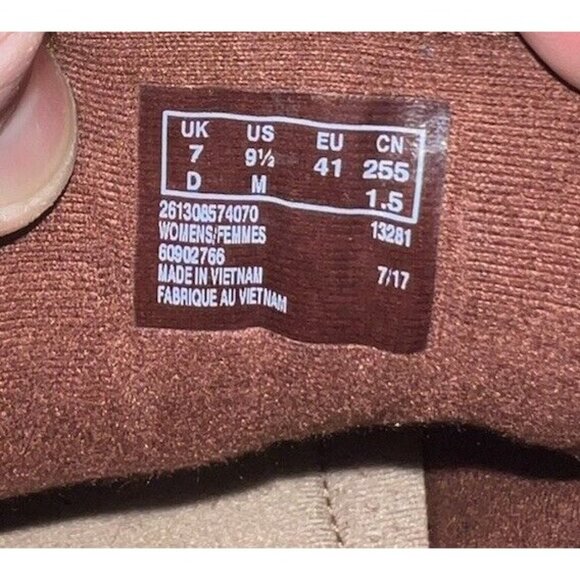 UK US EU CN
7 9½ 41 255
D M 1.5
261308574070
WOMENS/FEMMES 13281
60902766
MADE IN VIETNAM 7/17
FABRIQUE AU VIETNAM